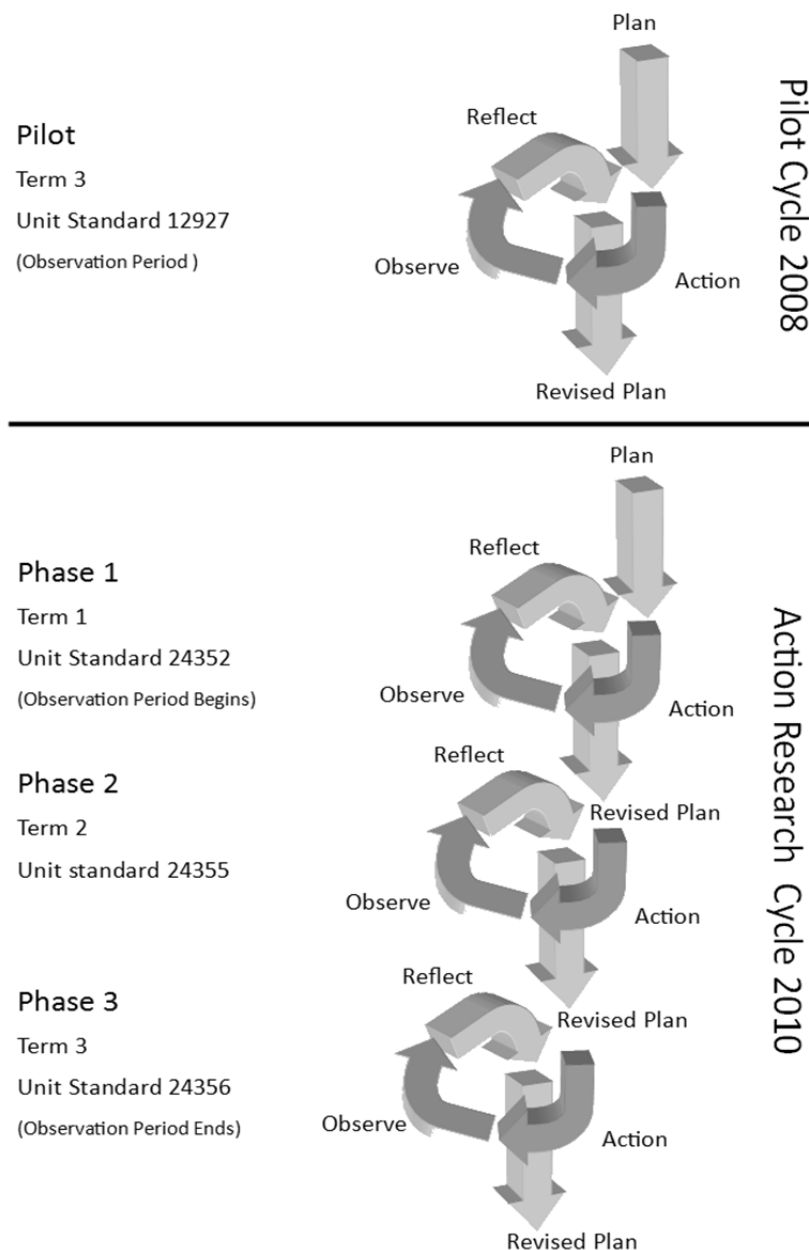 Plan
Pilot Cycle 2008
Reflect
Pilot
Term 3
Unit Standard 12927
(Observation Period )
Observe
Action
Revised Plan
Plan
Action Research Cycle 2010
Reflect
Phase 1
Term 1
Unit Standard 24352
(Observation Period Begins)
Observe
Action
Reflect
Phase 2
Revised Plan
Term 2
Unit standard 24355
Observe
Action
Reflect
Phase 3
Revised Plan
Term 3
Unit Standard 24356
(Observation Period Ends)
Observe
Action
Revised Plan